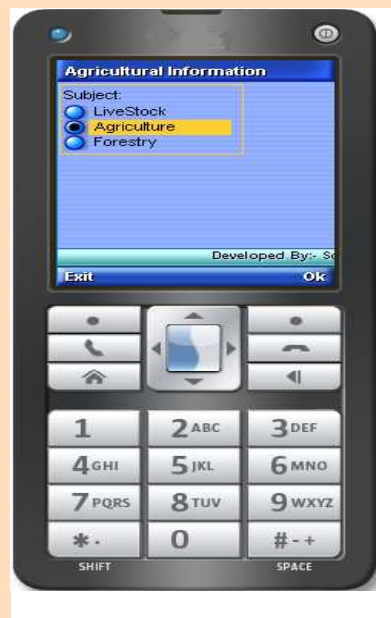 Agricultural Information
Subject:
LiveStock
Agriculture
Forestry
Developed By:- So
Exit Ok
1 2 ABC 3 DEF
4 GHI 5 JKL 6 MNO
7 PQRS 8 TUV 9 WXYZ
* . 0 # - +
SHIFT SPACE